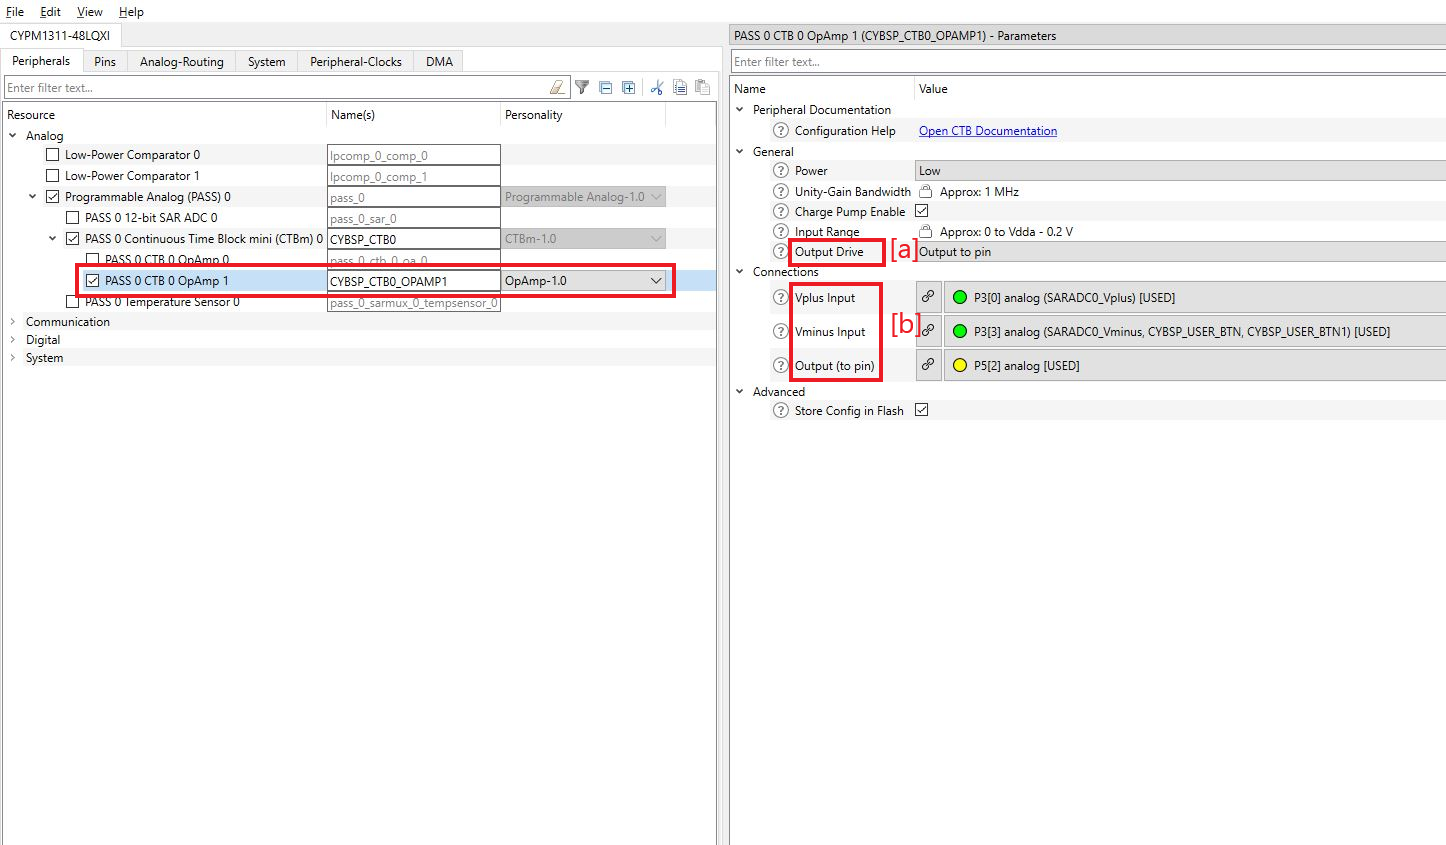 File Edit View Help
CYPM1311-48LQXI
Peripherals Pins Analog-Routing System Peripheral-Clocks DMA
Enter filter text...
Resource Name(s) Personality
Analog
Low-Power Comparator 0 lpcomp_0_comp_0
Low-Power Comparator 1 lpcomp_0_comp_1
Programmable Analog (PASS) 0 pass_0 Programmable Analog-1.0
PASS 0 12-bit SAR ADC 0 pass_0_sar_0
PASS 0 Continuous Time Block mini (CTBm) 0 CYBSP_CTB0 CTBm-1.0
PASS 0 CTB 0 OpAmp 0 pass_0_ctb_0_oa_0
PASS 0 CTB 0 OpAmp 1 CYBSP_CTB0_OPAMP1 OpAmp-1.0
PASS 0 Temperature Sensor 0 pass_0_sarmux_0_tempsensor_0
Communication
Digital
System
PASS 0 CTB 0 OpAmp 1 (CYBSP_CTB0_OPAMP1) - Parameters
Enter filter text...
Name Value
Peripheral Documentation
? Configuration Help Open CTB Documentation
General
? Power Low
? Unity-Gain Bandwidth Approx: 1 MHz
? Charge Pump Enable
? Input Range Approx: 0 to Vdda - 0.2 V
? Output Drive [a] Output to pin
Connections
? Vplus Input P3[0] analog (SARADC0_Vplus) [USED]
[b]
? Vminus Input P3[3] analog (SARADC0_Vminus, CYBSP_USER_BTN, CYBSP_USER_BTN1) [USED]
? Output (to pin) P5[2] analog [USED]
Advanced
? Store Config in Flash